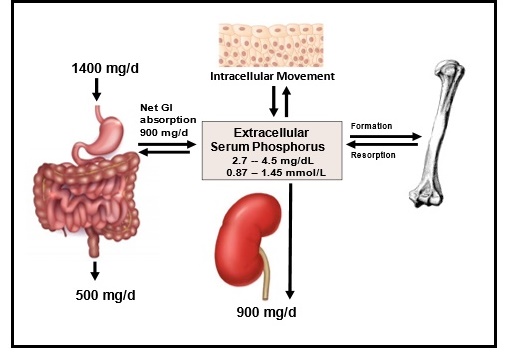 1400 mg/d
Intracellular Movement
Net GI
absorption
900 mg/d
Extracellular
Serum Phosphorus
2.7 – 4.5 mg/dL
0.87 – 1.45 mmol/L
Formation
Resorption
500 mg/d
900 mg/d